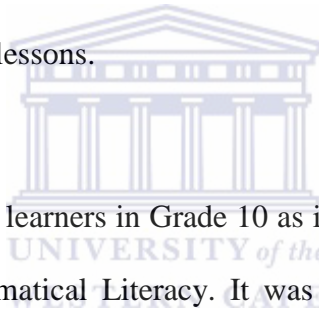 lessons.
learners in Grade 10 as i
UNIVERSITY of the
matical Literacy. It was
WESTERN CAPE